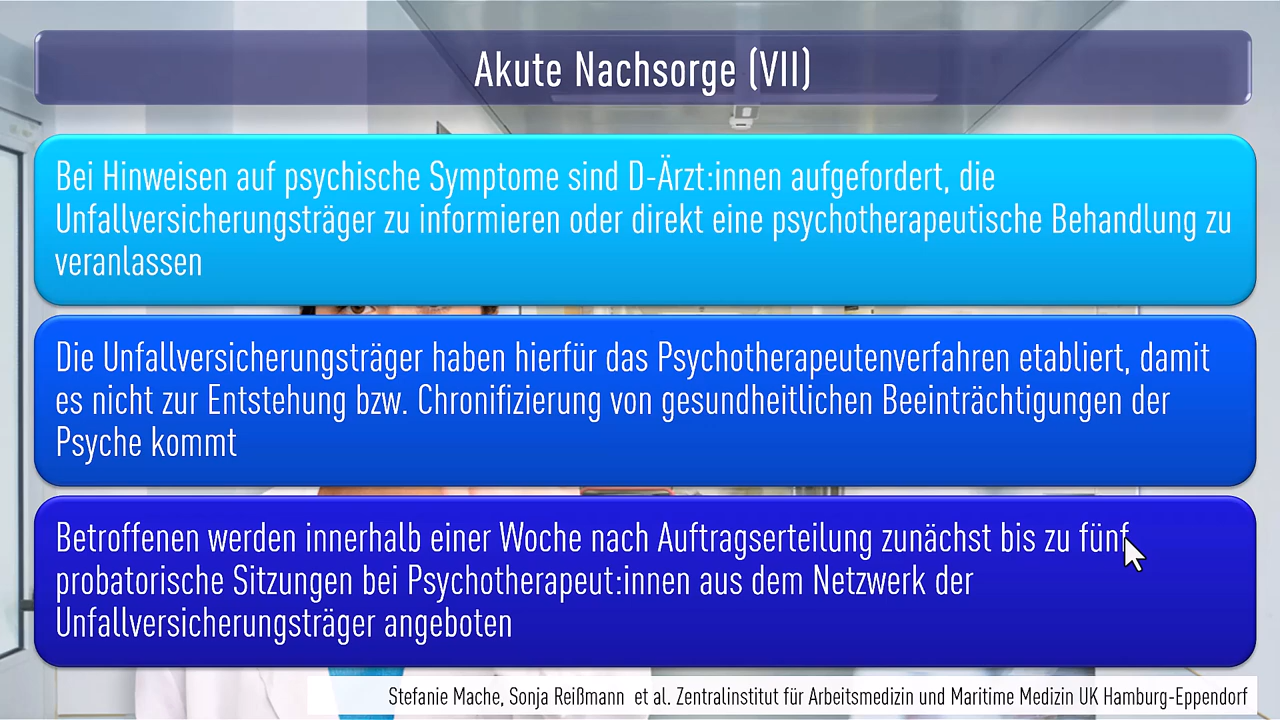 Akute Nachsorge (VII)
Bei Hinweisen auf psychische Symptome sind D-Ärzt:innen aufgefordert, die
Unfallversicherungsträger zu informieren oder direkt eine psychotherapeutische Behandlung zu
veranlassen
Die Unfallversicherungsträger haben hierfür das Psychotherapeutenverfahren etabliert, damit
es nicht zur Entstehung bzw. Chronifizierung von gesundheitlichen Beeinträchtigungen der
Psyche kommt
Betroffenen werden innerhalb einer Woche nach Auftragserteilung zunächst bis zu fünf
probatorische Sitzungen bei Psychotherapeut:innen aus dem Netzwerk der
Unfallversicherungsträger angeboten
Stefanie Mache, Sonja Reißmann et al. Zentralinstitut für Arbeitsmedizin und Maritime Medizin UK Hamburg-Eppendorf